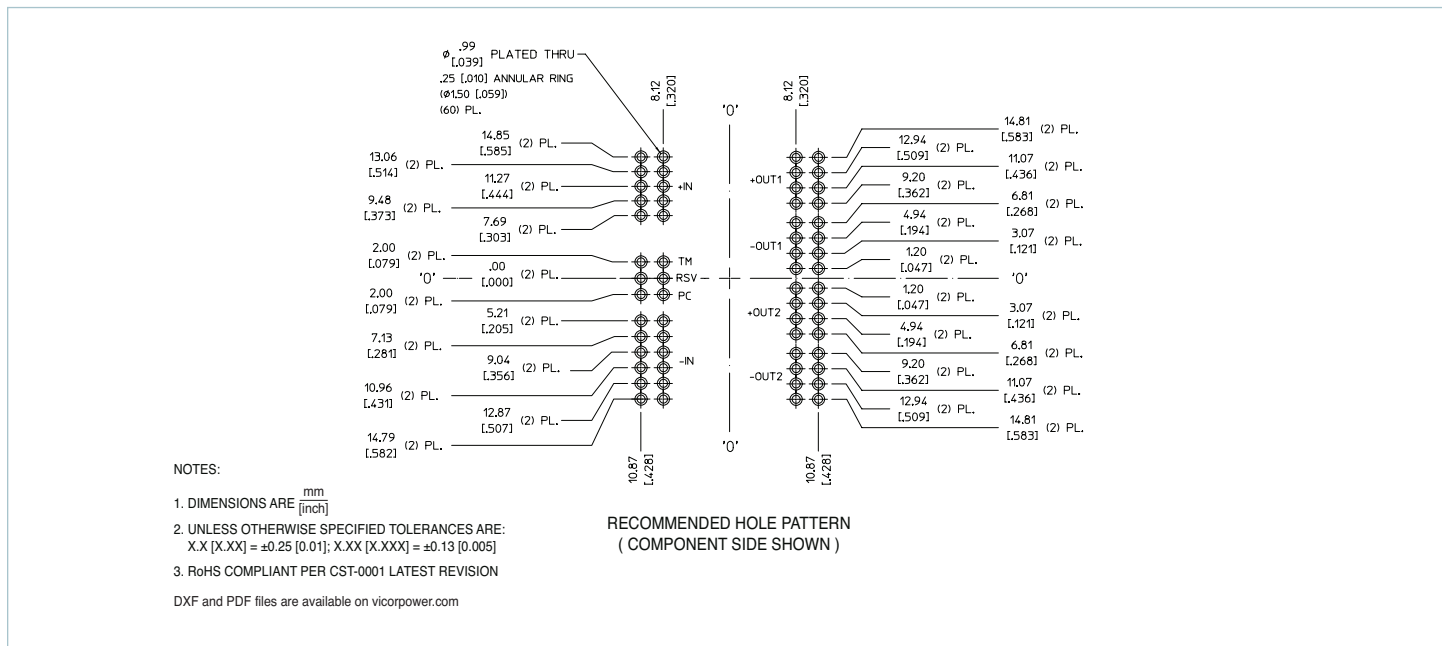 ø .99 PLATED THRU
[.039]
.25 [.010] ANNULAR RING
(ø1.50 [.059])
(60) PL.
8.12
[.320]
'0'
8.12
[.320]
14.85 (2) PL.
[.585]
13.06 (2) PL.
[.514]
11.27 (2) PL.
[.444]
9.48 (2) PL.
[.373]
7.69 (2) PL.
[.303]
2.00 (2) PL.
[.079]
'0'
.00 (2) PL.
[.000]
2.00 (2) PL.
[.079]
5.21 (2) PL.
[.205]
7.13 (2) PL.
[.281]
9.04 (2) PL.
[.356]
10.96 (2) PL.
[.431]
12.87 (2) PL.
[.507]
14.79 (2) PL.
[.582]
+IN
TM
RSV
PC
-IN
10.87
[.428]
'0'
+OUT1
-OUT1
+OUT2
-OUT2
10.87
[.428]
14.81 (2) PL.
[.583]
12.94 (2) PL.
[.509]
11.07 (2) PL.
[.436]
9.20 (2) PL.
[.362]
6.81 (2) PL.
[.268]
4.94 (2) PL.
[.194]
3.07 (2) PL.
[.121]
1.20 (2) PL.
[.047]
'0'
1.20 (2) PL.
[.047]
3.07 (2) PL.
[.121]
4.94 (2) PL.
[.194]
6.81 (2) PL.
[.268]
9.20 (2) PL.
[.362]
11.07 (2) PL.
[.436]
12.94 (2) PL.
[.509]
14.81 (2) PL.
[.583]
NOTES:
1. DIMENSIONS ARE mm
[inch]
2. UNLESS OTHERWISE SPECIFIED TOLERANCES ARE:
X.X [X.XX] = ±0.25 [0.01]; X.XX [X.XXX] = ±0.13 [0.005]
3. RoHS COMPLIANT PER CST-0001 LATEST REVISION
DXF and PDF files are available on vicorpower.com
RECOMMENDED HOLE PATTERN
( COMPONENT SIDE SHOWN )